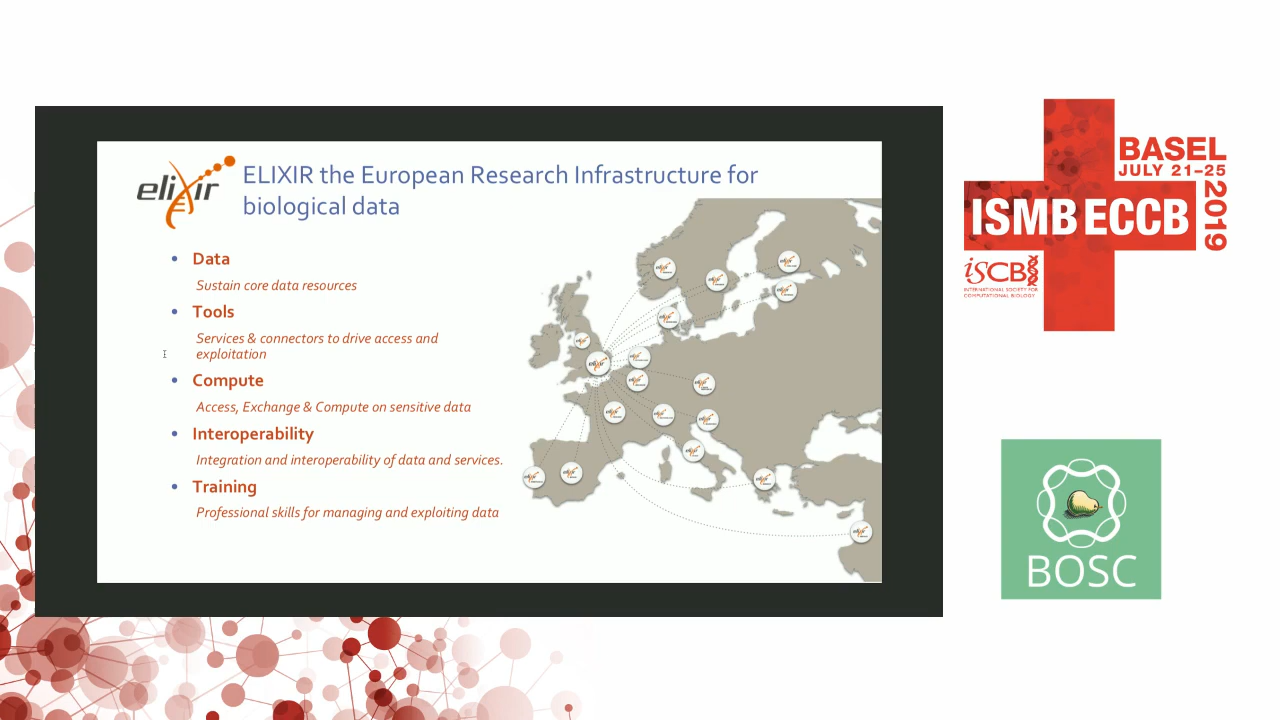 elixir
ELIXIR the European Research Infrastructure for
biological data
• Data
Sustain core data resources
• Tools
Services & connectors to drive access and
exploitation
• Compute
Access, Exchange & Compute on sensitive data
• Interoperability
Integration and interoperability of data and services.
• Training
Professional skills for managing and exploiting data
BASEL
JULY 21–25
2019
ISMB ECCB
ISCB
INTERNATIONAL SOCIETY FOR
COMPUTATIONAL BIOLOGY
BOSC